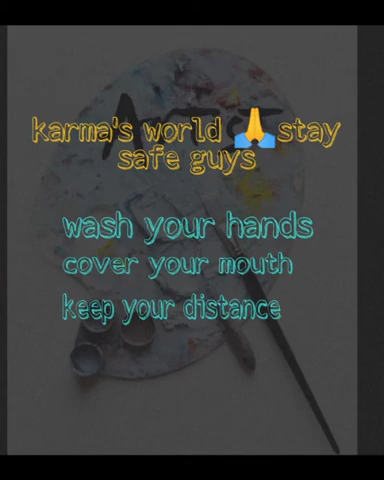 karma's world 🙏stay
safe guys
wash your hands
cover your mouth
keep your distance